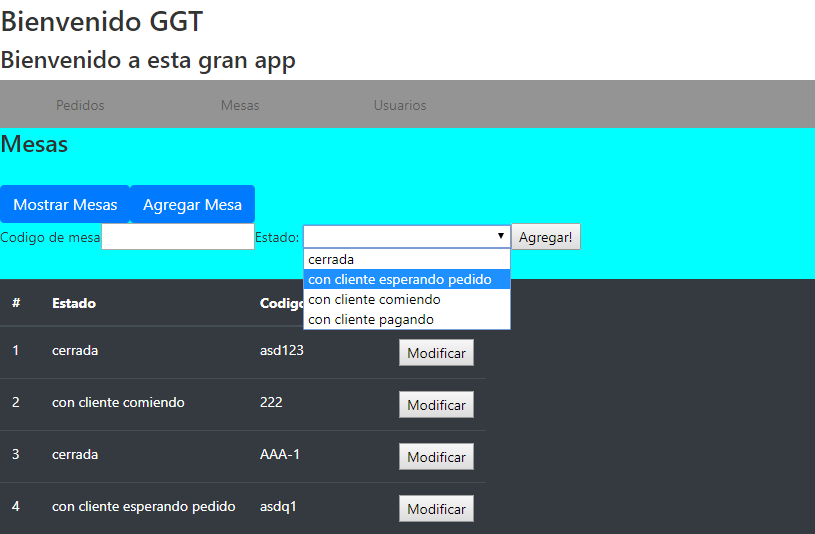 Bienvenido GGT
Bienvenido a esta gran app
Pedidos Mesas Usuarios
Mesas
Mostrar Mesas Agregar Mesa
Codigo de mesa Estado: Agregar!
cerrada
con cliente esperando pedido
con cliente comiendo
con cliente pagando
# Estado Codigo
1 cerrada asd123 Modificar
2 con cliente comiendo 222 Modificar
3 cerrada AAA-1 Modificar
4 con cliente esperando pedido asdq1 Modificar